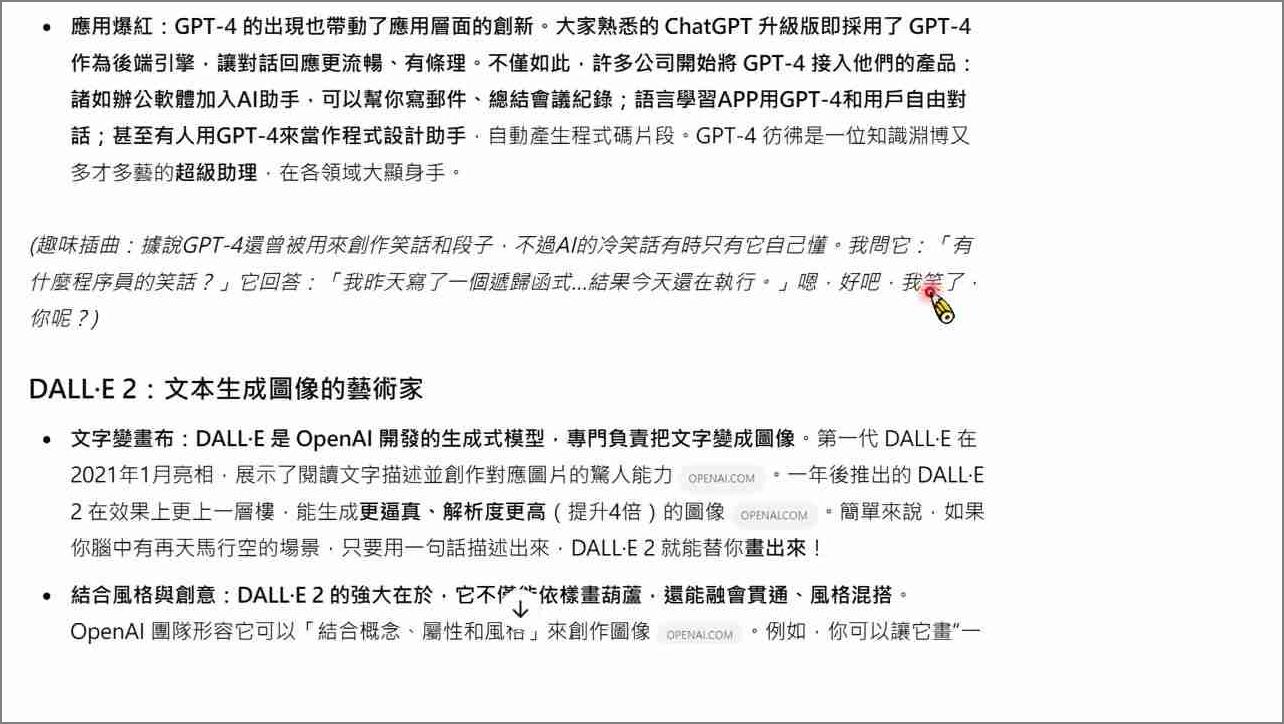 • 應用爆紅：GPT-4 的出現也帶動了應用層面的創新。大家熟悉的 ChatGPT 升級版即採用了 GPT-4
作為後端引擎，讓對話回應更流暢、有條理。不僅如此，許多公司開始將 GPT-4 接入他們的產品：
諸如辦公軟體加入AI助手，可以幫你寫郵件、總結會議紀錄；語言學習APP用GPT-4和用戶自由對
話；甚至有人用GPT-4來當作程式設計助手，自動產生程式碼片段。GPT-4 彷彿是一位知識淵博又
多才多藝的超級助理，在各領域大顯身手。
(趣味插曲：據說GPT-4還曾被用來創作笑話和段子，不過AI的冷笑話有時只有它自己懂。我問它：「有
什麼程序員的笑話？」它回答：「我昨天寫了一個遞歸函式...結果今天還在執行。」嗯，好吧，我笑了，
你呢？)
DALL·E 2：文本生成圖像的藝術家
• 文字變畫布：DALL·E 是 OpenAI 開發的生成式模型，專門負責把文字變成圖像。第一代 DALL·E 在
2021年1月亮相，展示了閱讀文字描述並創作對應圖片的驚人能力 OPENAI.COM 。一年後推出的 DALL·E
2 在效果上更上一層樓，能生成更逼真、解析度更高（提升4倍）的圖像 OPENAI.COM 。簡單來說，如果
你腦中有再天馬行空的場景，只要用一句話描述出來，DALL·E 2 就能替你畫出來！
• 結合風格與創意：DALL·E 2 的強大在於，它不僅能依樣畫葫蘆，還能融會貫通、風格混搭。
OpenAI 團隊形容它可以「結合概念、屬性和風格」來創作圖像 OPENAI.COM 。例如，你可以讓它畫“一